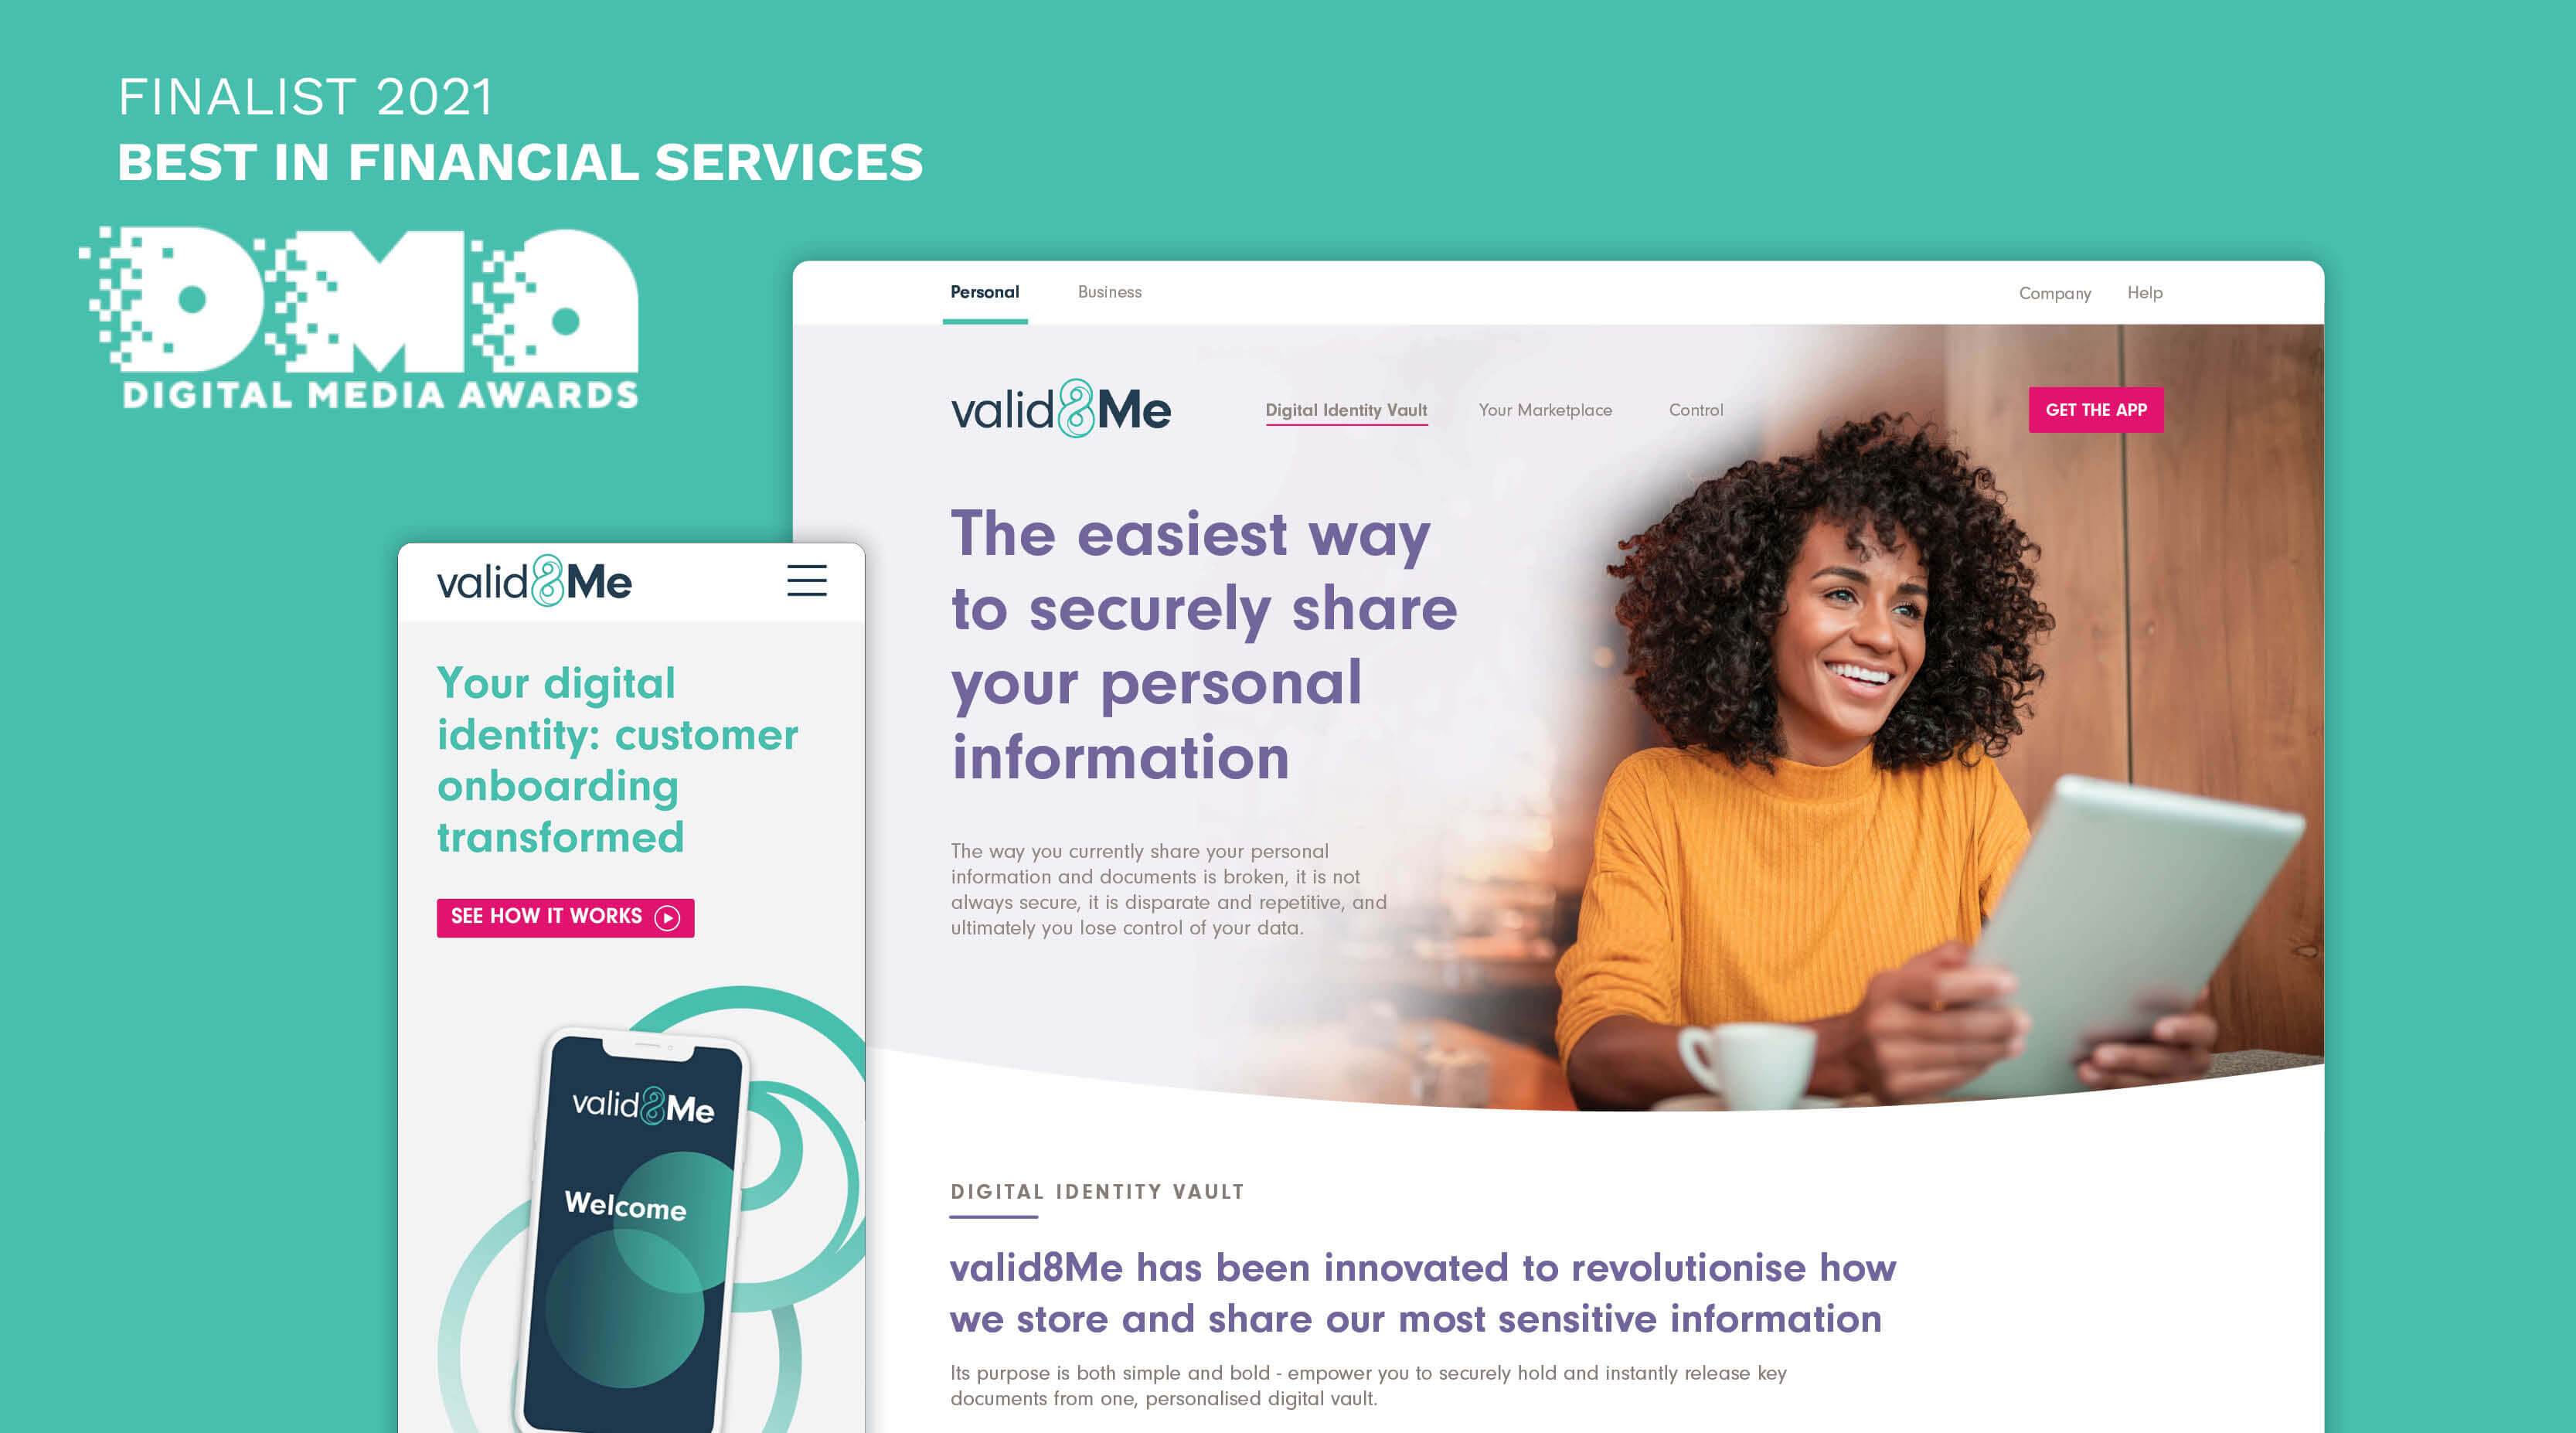 FINALIST 2021
BEST IN FINANCIAL SERVICES
DMA
DIGITAL MEDIA AWARDS
Personal
Business
Company
Help
valid8Me
Digital Identity Vault
Your Marketplace
Control
GET THE APP
The easiest way
to securely share
your personal
information
The way you currently share your personal
information and documents is broken, it is not
always secure, it is disparate and repetitive, and
ultimately you lose control of your data.
DIGITAL IDENTITY VAULT
valid8Me has been innovated to revolutionise how
we store and share our most sensitive information
Its purpose is both simple and bold - empower you to securely hold and instantly release key
documents from one, personalised digital vault.
valid8Me
Your digital
identity: customer
onboarding
transformed
SEE HOW IT WORKS
valid8Me
Welcome